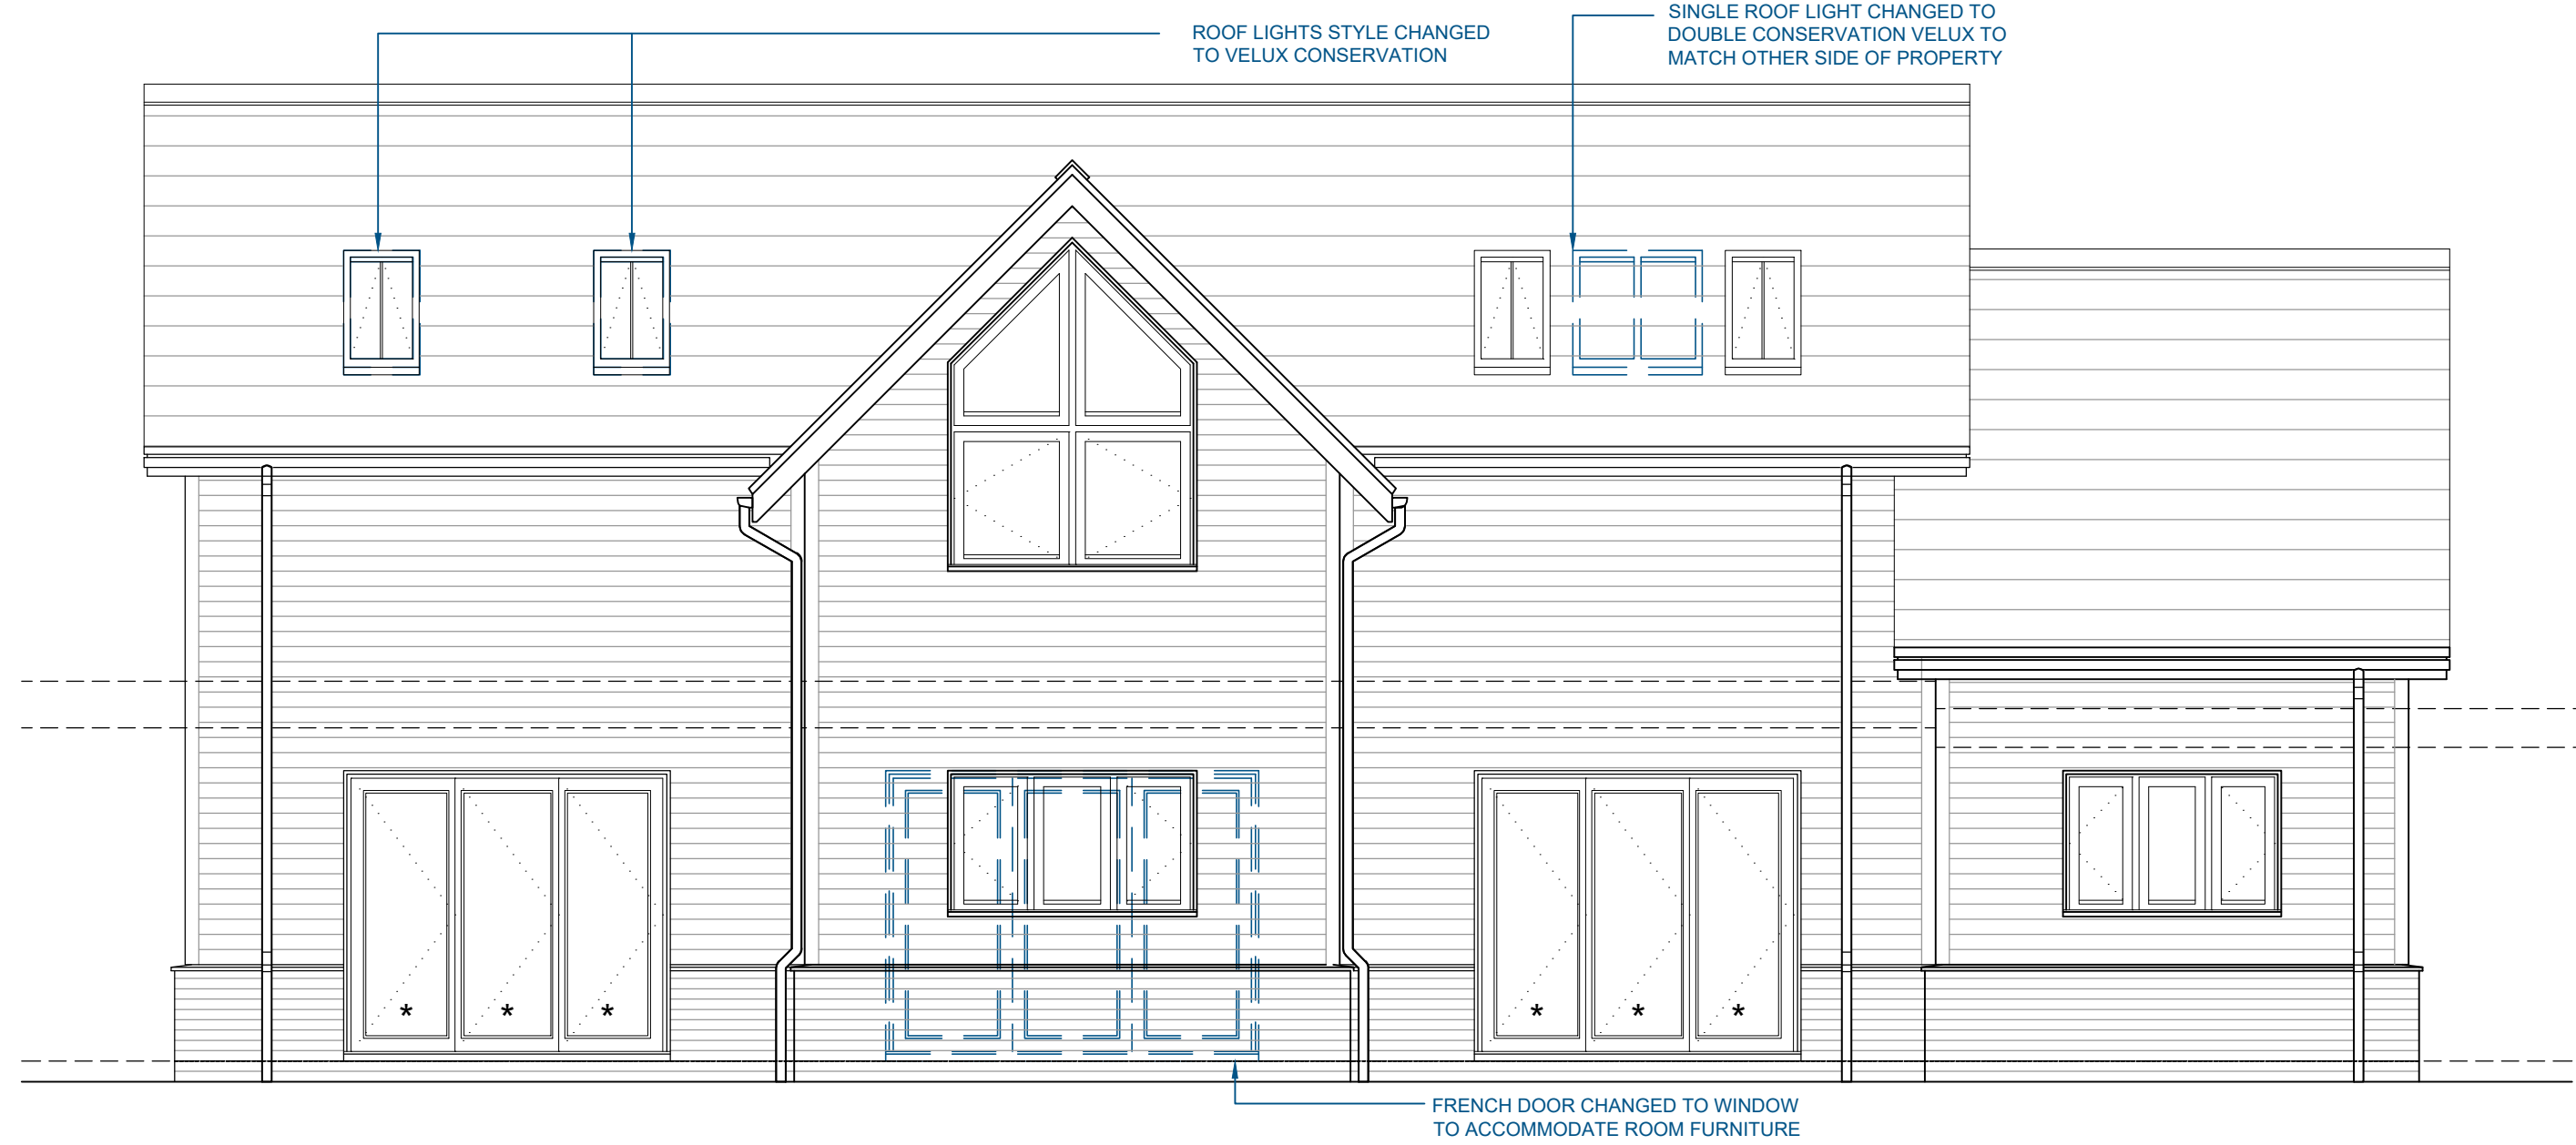 ROOF LIGHTS STYLE CHANGED
TO VELUX CONSERVATION
SINGLE ROOF LIGHT CHANGED TO
DOUBLE CONSERVATION VELUX TO
MATCH OTHER SIDE OF PROPERTY
* * * * * *
FRENCH DOOR CHANGED TO WINDOW
TO ACCOMMODATE ROOM FURNITURE